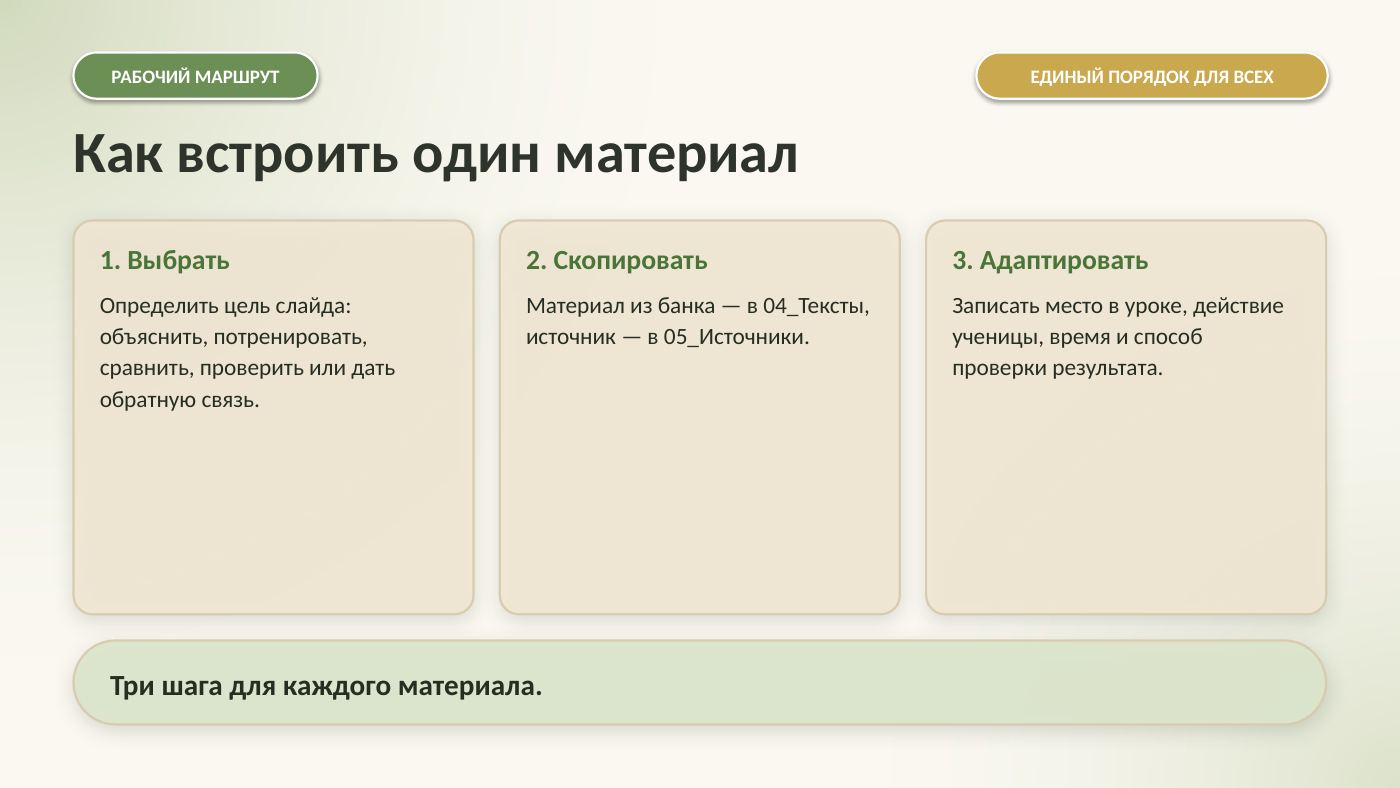 РАБОЧИЙ МАРШРУТ
ЕДИНЫЙ ПОРЯДОК ДЛЯ ВСЕХ
Как встроить один материал
1. Выбрать
Определить цель слайда:
объяснить, потренировать,
сравнить, проверить или дать
обратную связь.
2. Скопировать
Материал из банка — в 04_Тексты,
источник — в 05_Источники.
3. Адаптировать
Записать место в уроке, действие
ученицы, время и способ
проверки результата.
Три шага для каждого материала.